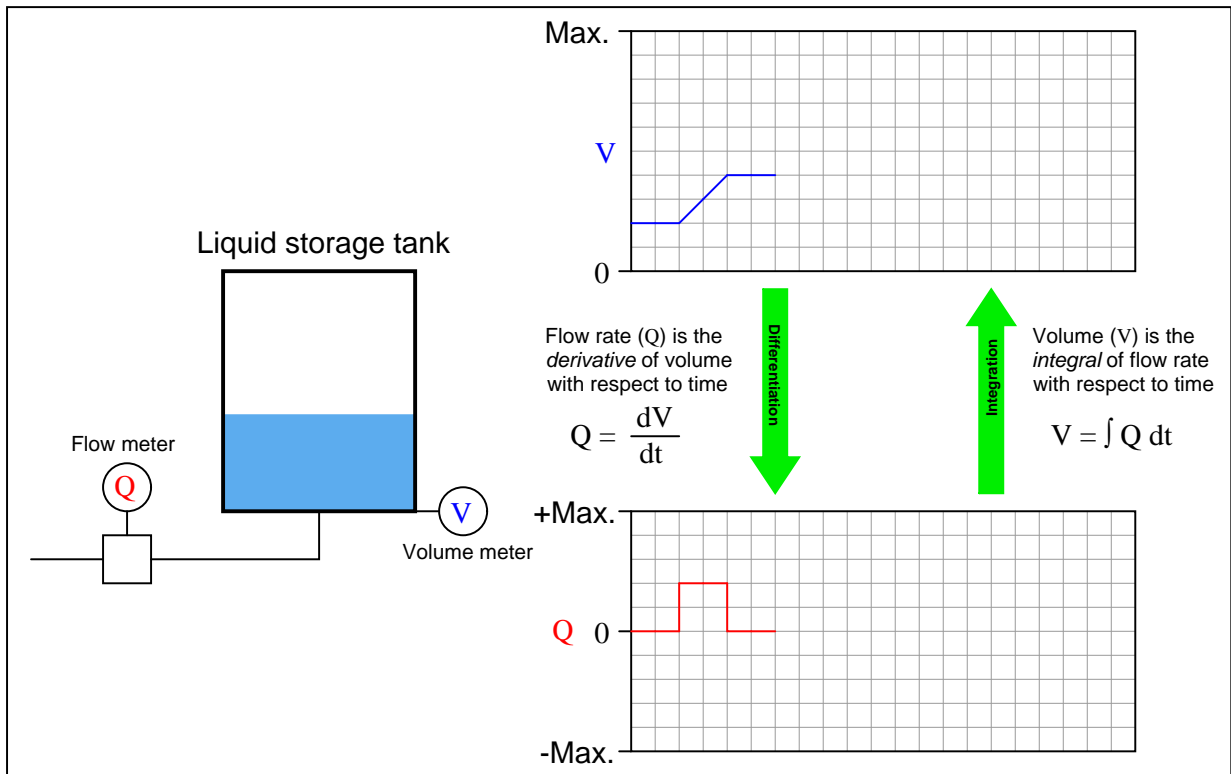 Max.
V
0
Liquid storage tank
Flow meter
Q
V
Volume meter
Flow rate (Q) is the
derivative of volume
with respect to time
Q = dV
dt
Differentiation
Integration
Volume (V) is the
integral of flow rate
with respect to time
V = ∫ Q dt
+Max.
Q 0
-Max.